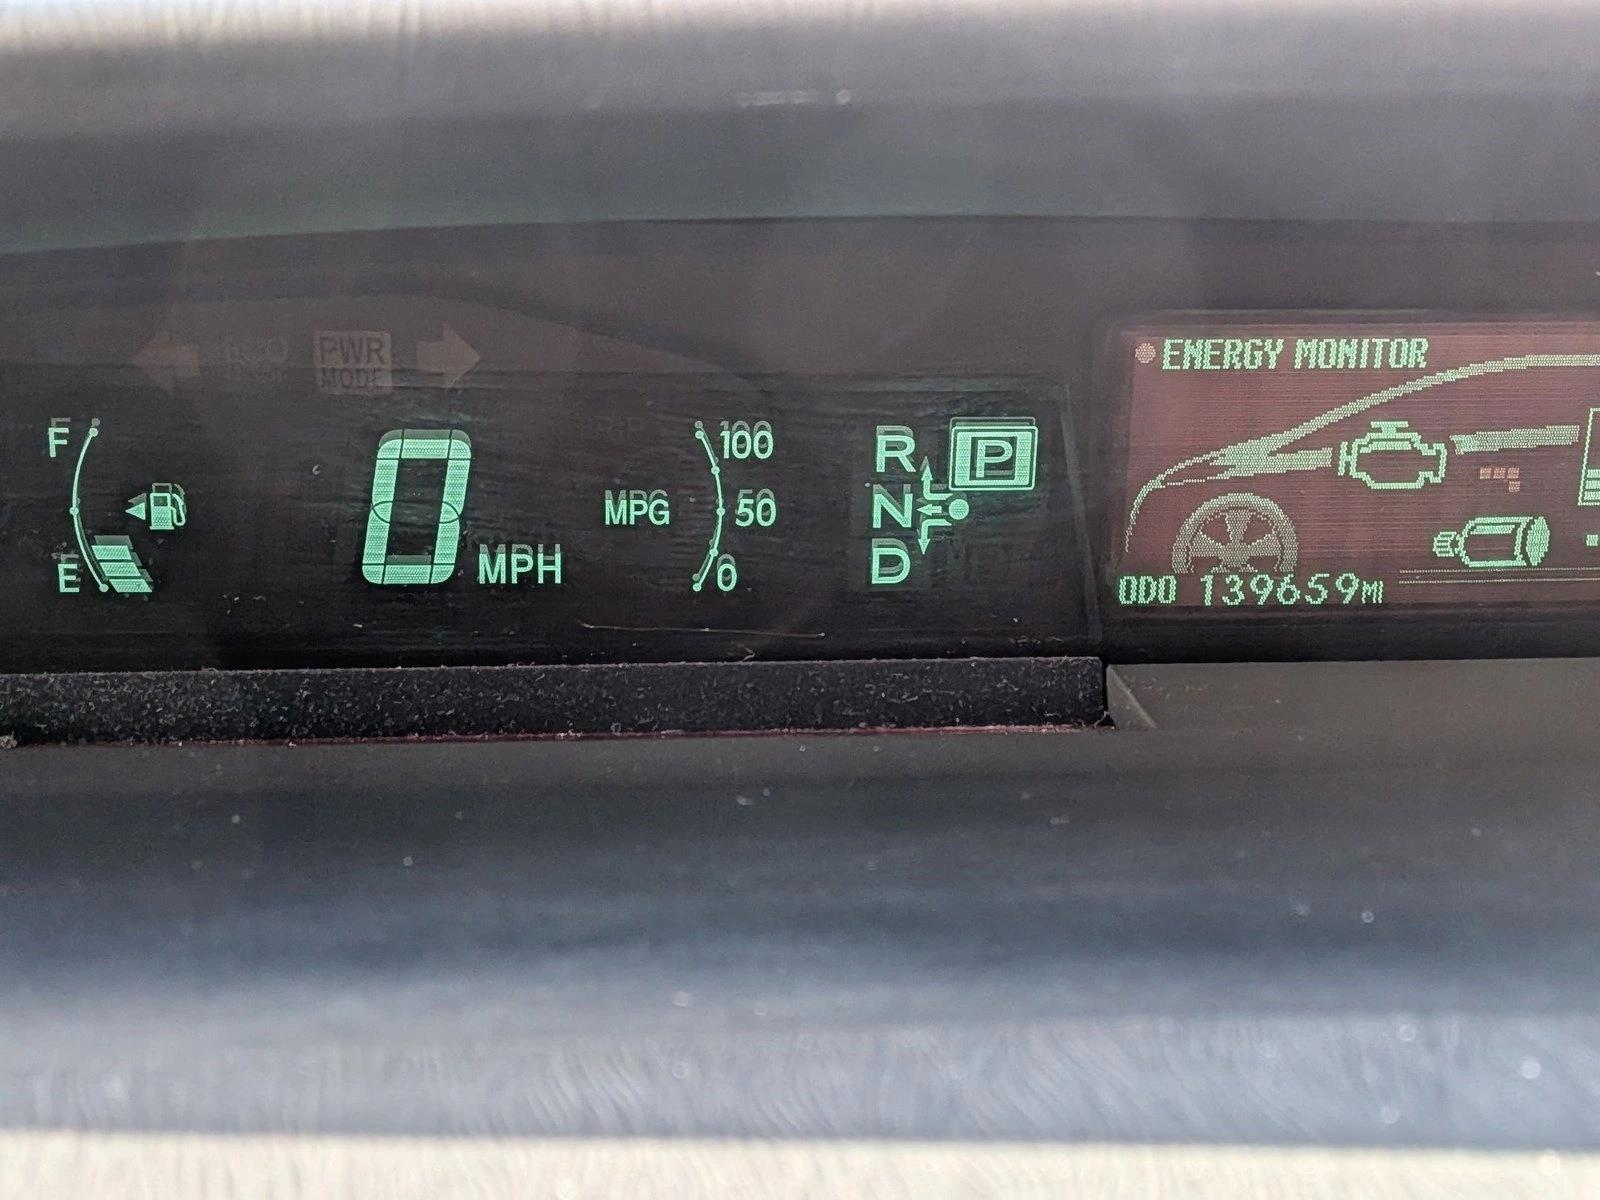 PWR
MODE
F
E
0 MPH
MPG
100
50
0
R
N
D
P
ENERGY MONITOR
ODO 139659MI